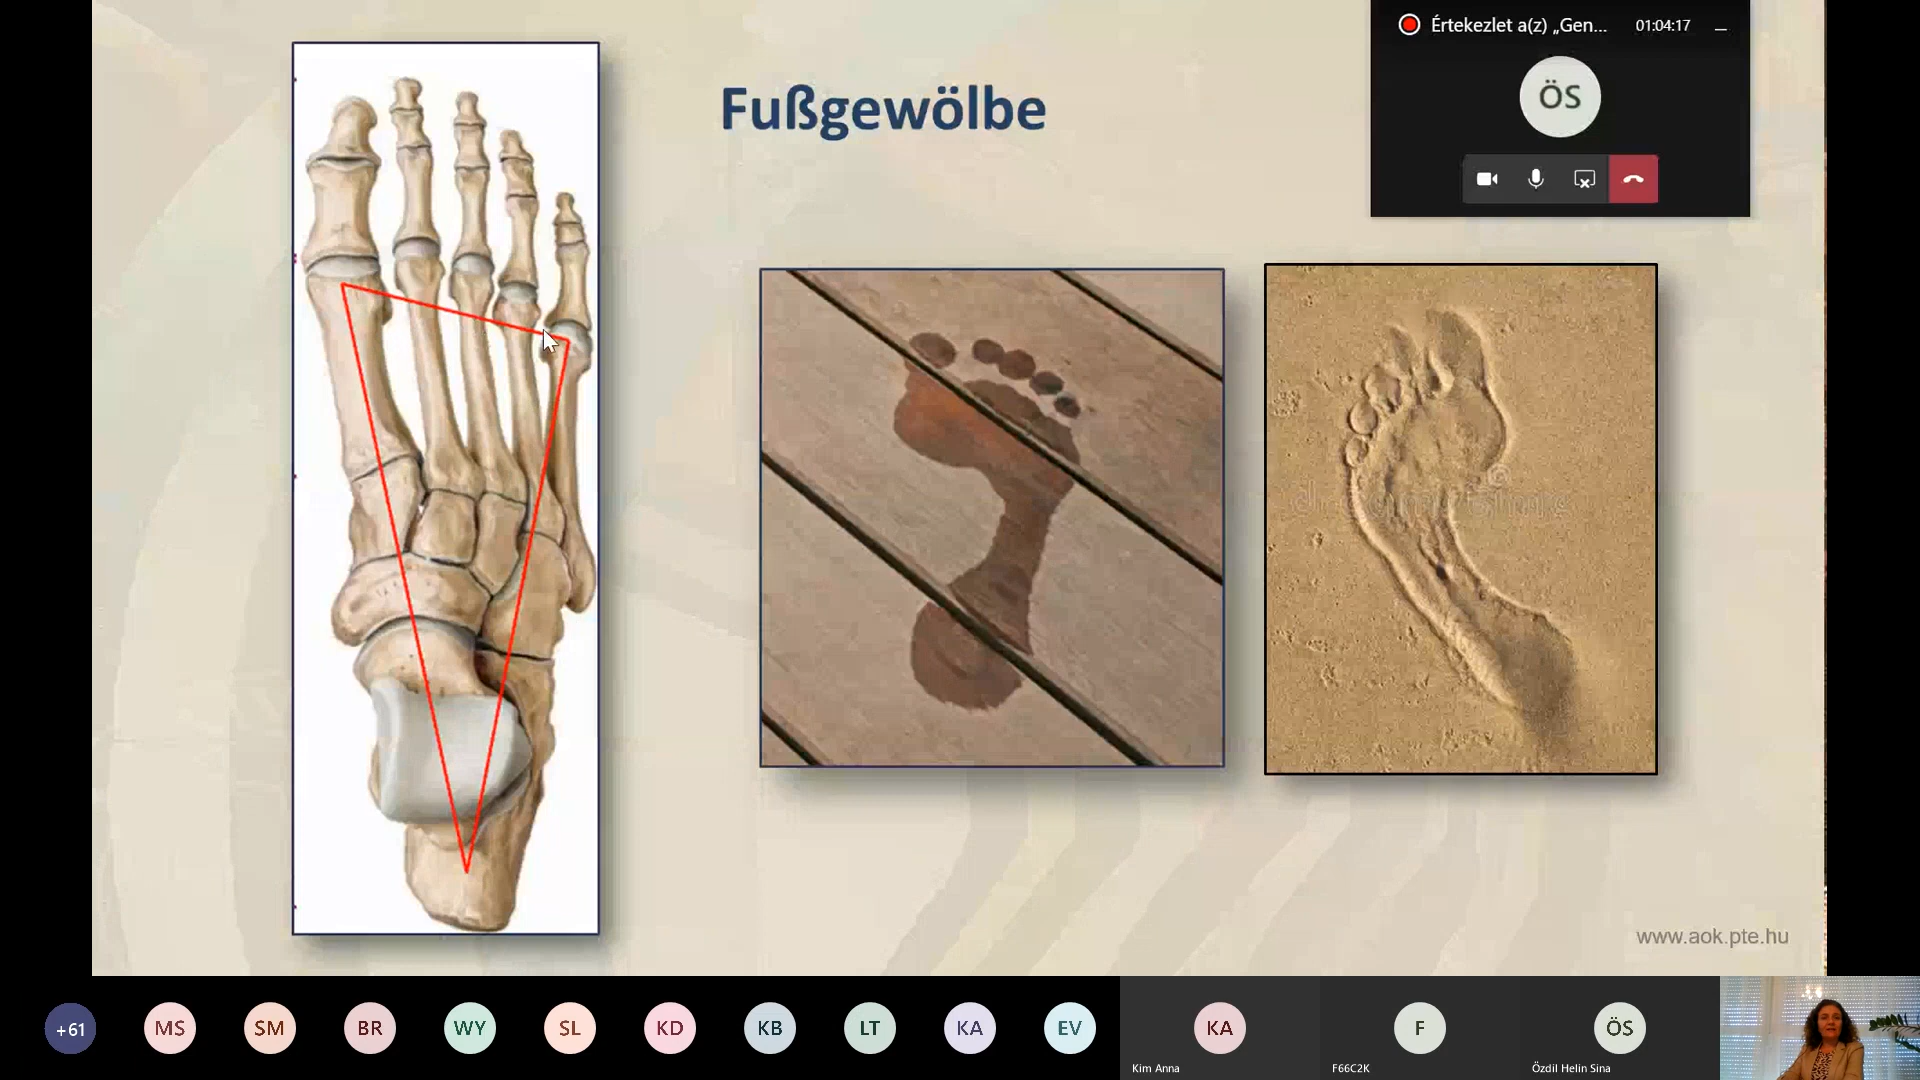 Értekezlet a(z) „Gen...
01:04:17
ÖS
Fußgewölbe
www.aok.pte.hu
+61
MS
SM
BR
WY
SL
KD
KB
LT
KA
EV
KA
F
ÖS
Kim Anna
F66C2K
Özdil Helin Sina